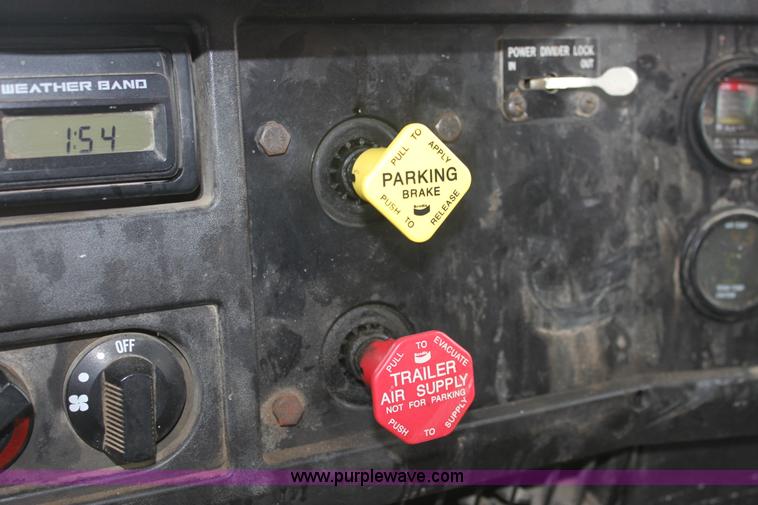 WEATHER BAND
1:54
OFF
PULL TO APPLY
PARKING
BRAKE
PUSH TO RELEASE
POWER DIVIDER LOCK
IN OUT
PULL TO EVACUATE
TRAILER
AIR SUPPLY
NOT FOR PARKING
PUSH TO SUPPLY
www.purplewave.com